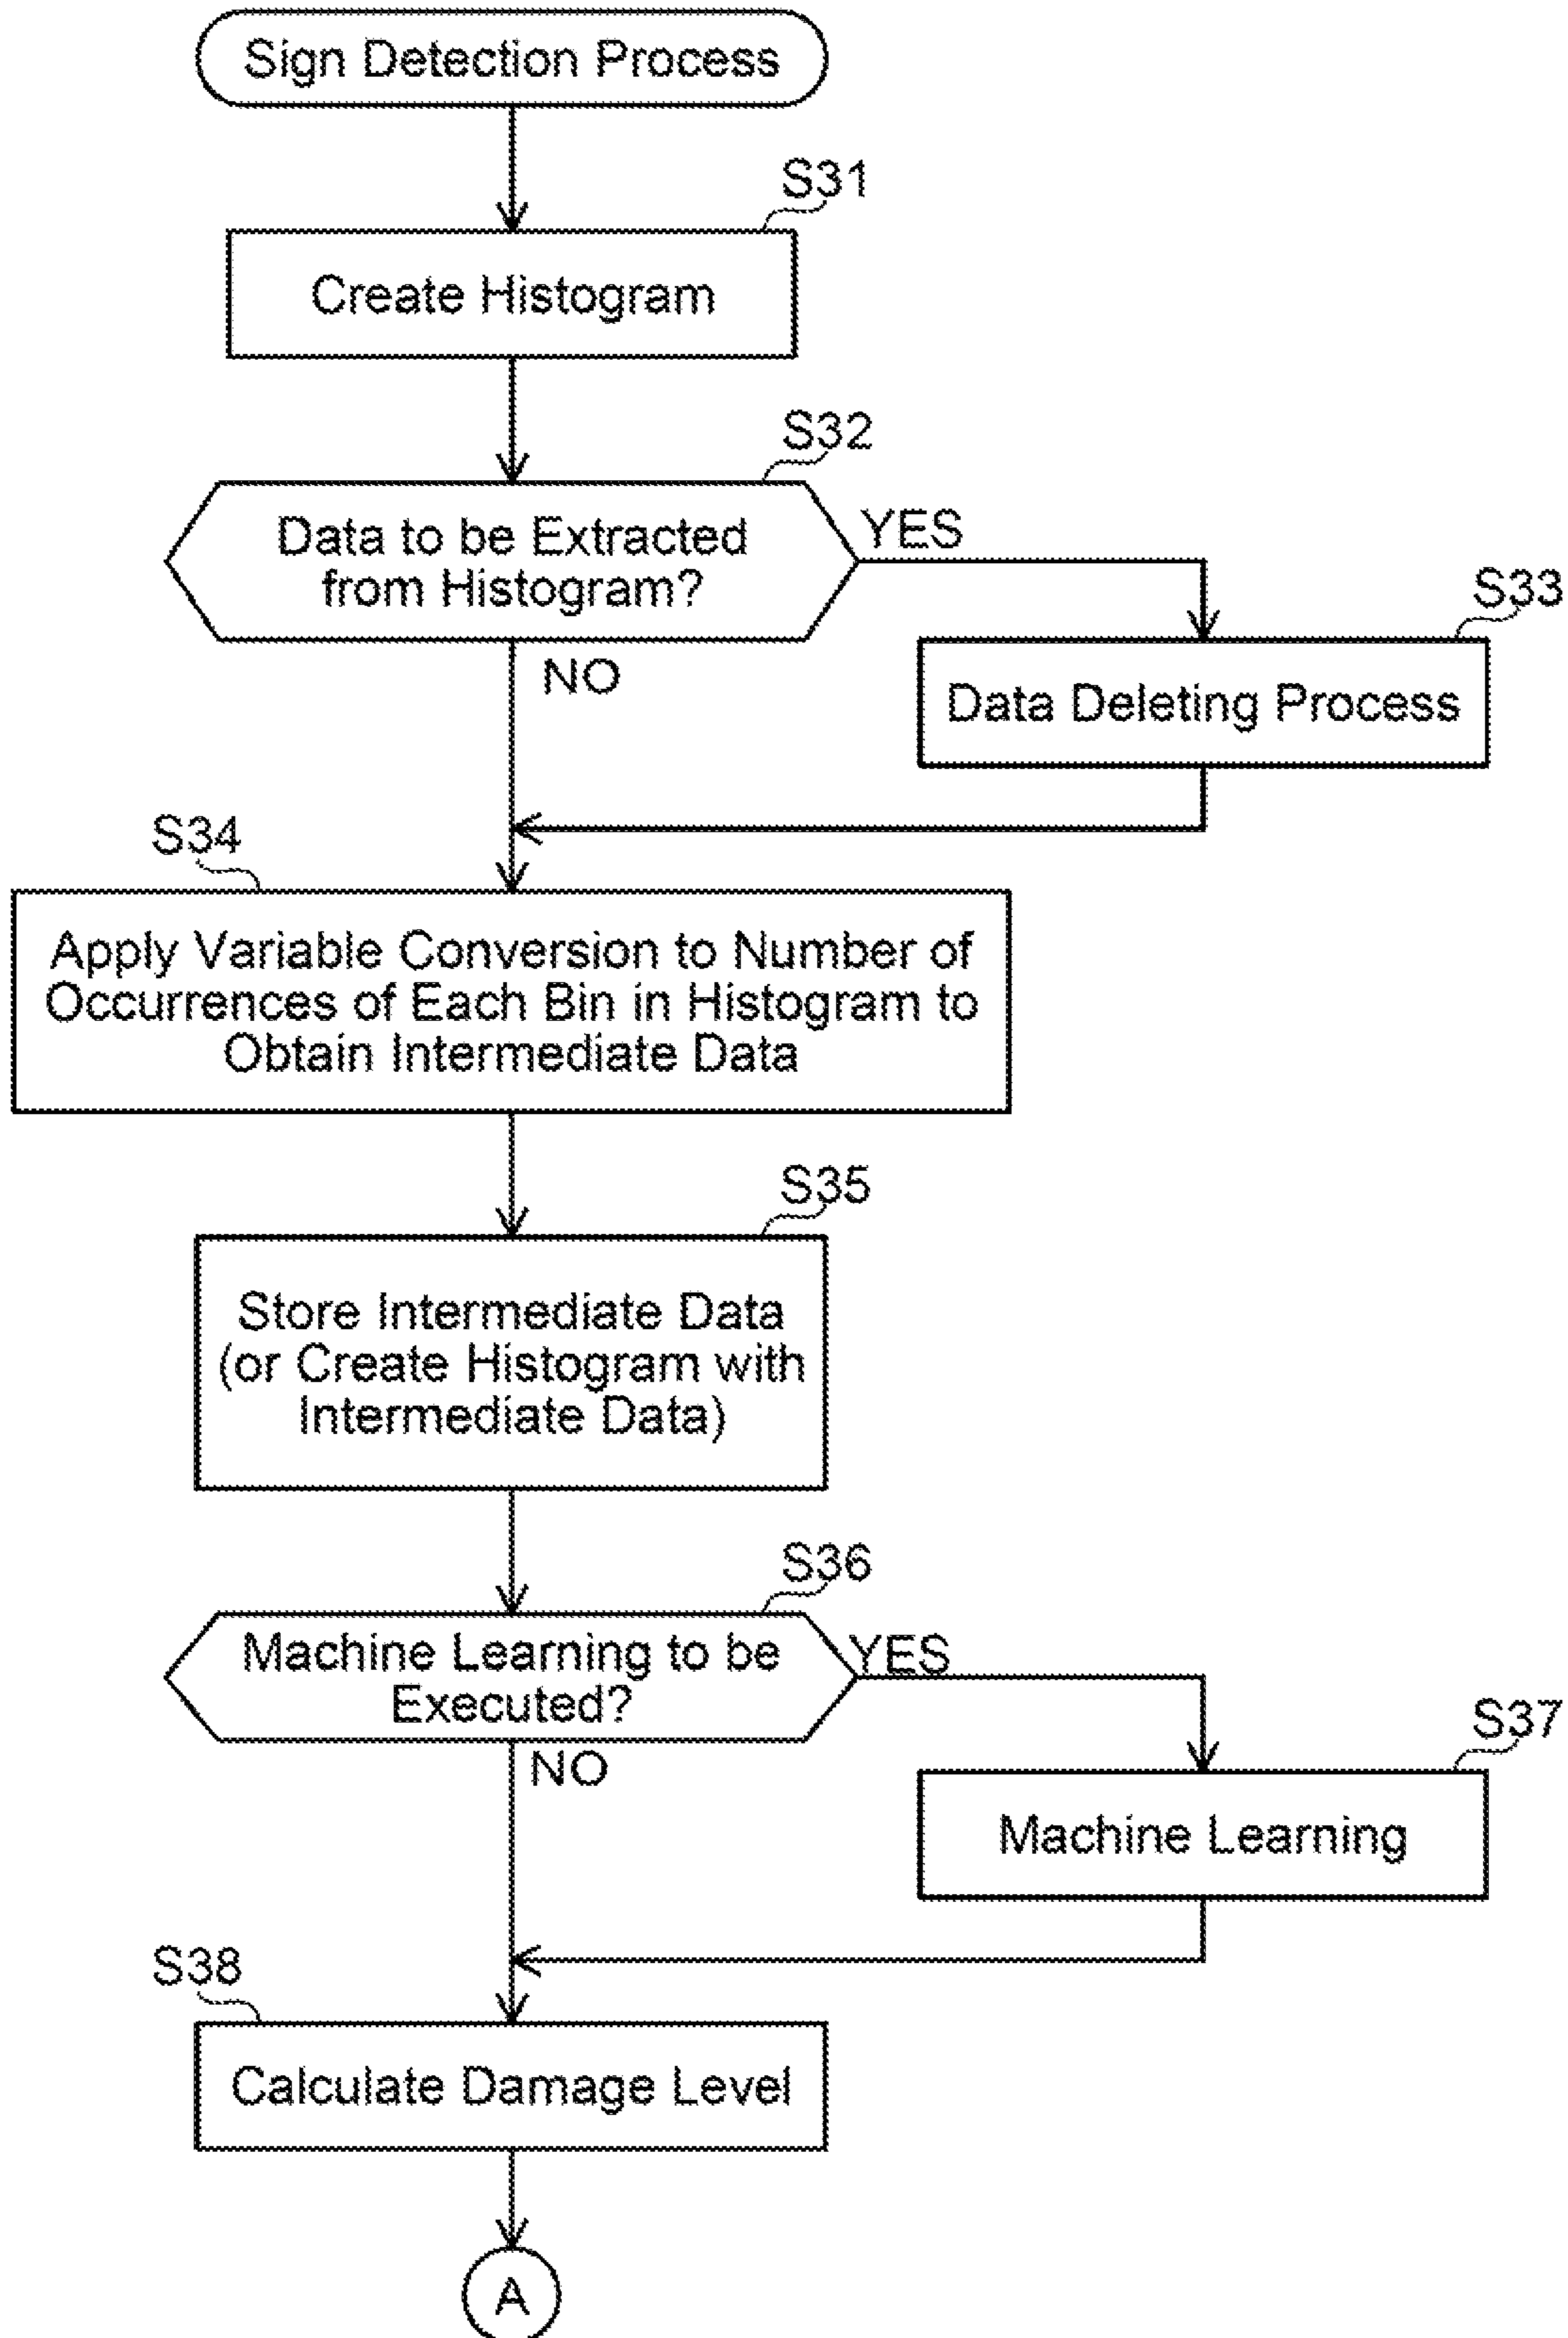 Sign Detection Process
S31
Create Histogram
S32
Data to be Extracted
from Histogram?
YES
NO
S33
Data Deleting Process
S34
Apply Variable Conversion to Number of
Occurrences of Each Bin in Histogram to
Obtain Intermediate Data
S35
Store Intermediate Data
(or Create Histogram with
Intermediate Data)
S36
Machine Learning to be
Executed?
YES
NO
S37
Machine Learning
S38
Calculate Damage Level
A